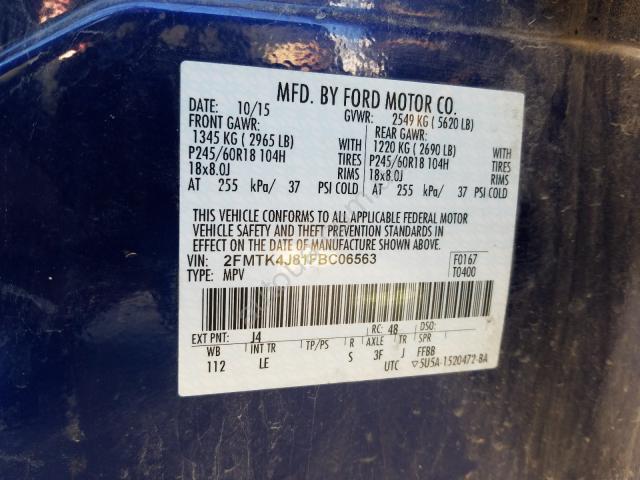 MFD. BY FORD MOTOR CO.
DATE: 10/15 GVWR: 2549 KG ( 5620 LB)
FRONT GAWR: REAR GAWR:
1345 KG ( 2965 LB) 1220 KG ( 2690 LB)
P245/60R18 104H TIRES P245/60R18 104H TIRES
18x8.0J RIMS 18x8.0J RIMS
AT 255 kPa/ 37 PSI COLD AT 255 kPa/ 37 PSI COLD
THIS VEHICLE CONFORMS TO ALL APPLICABLE FEDERAL MOTOR
VEHICLE SAFETY AND THEFT PREVENTION STANDARDS IN
EFFECT ON THE DATE OF MANUFACTURE SHOWN ABOVE.
VIN: 2FMTK4J81FBC06563 F0167
TYPE: MPV T0400
EXT PNT: J4 RC: 48 DSO:
WB INT TR TP/PS R AXLE TR SPR
112 LE S 3F J FFBB
UTC ▽5U5A-1520472-BA